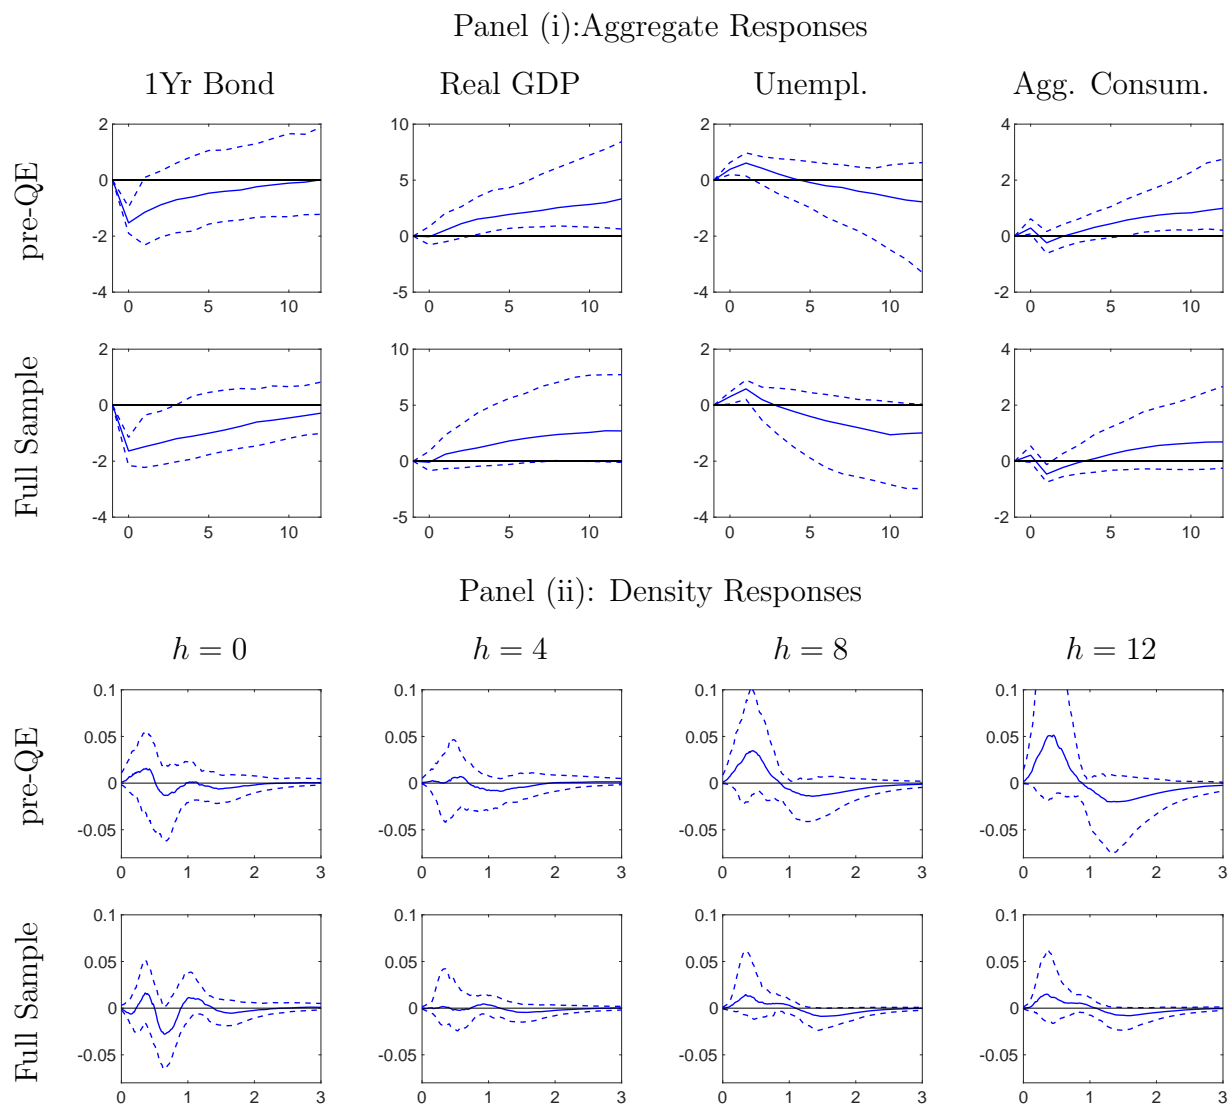 Panel (i):Aggregate Responses
1Yr Bond Real GDP Unempl. Agg. Consum.
pre-QE
2 0 -2 -4
0 5 10
10 5 0 -5
0 5 10
2 0 -2 -4
0 5 10
4 2 0 -2
0 5 10
Full Sample
2 0 -2 -4
0 5 10
10 5 0 -5
0 5 10
2 0 -2 -4
0 5 10
4 2 0 -2
0 5 10
Panel (ii): Density Responses
h = 0 h = 4 h = 8 h = 12
pre-QE
0.1 0.05 0 -0.05
0 1 2 3
0.1 0.05 0 -0.05
0 1 2 3
0.1 0.05 0 -0.05
0 1 2 3
0.1 0.05 0 -0.05
0 1 2 3
Full Sample
0.1 0.05 0 -0.05
0 1 2 3
0.1 0.05 0 -0.05
0 1 2 3
0.1 0.05 0 -0.05
0 1 2 3
0.1 0.05 0 -0.05
0 1 2 3